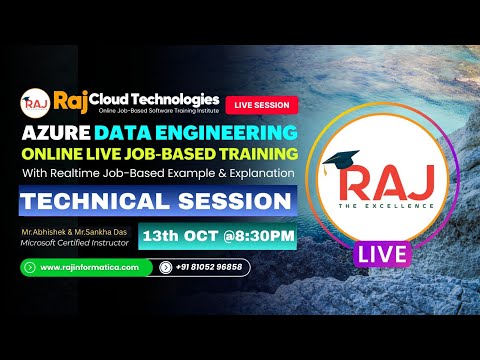 RAJ
Raj Cloud Technologies
Online Job-Based Software Training Institute
LIVE SESSION
AZURE DATA ENGINEERING
ONLINE LIVE JOB-BASED TRAINING
With Realtime Job-Based Example & Explanation
TECHNICAL SESSION
Mr.Abhishek & Mr.Sankha Das
Microsoft Certified Instructor
13th OCT @8:30PM
www.rajinformatica.com
+91 8105296858
RAJ
THE EXCELLENCE
LIVE